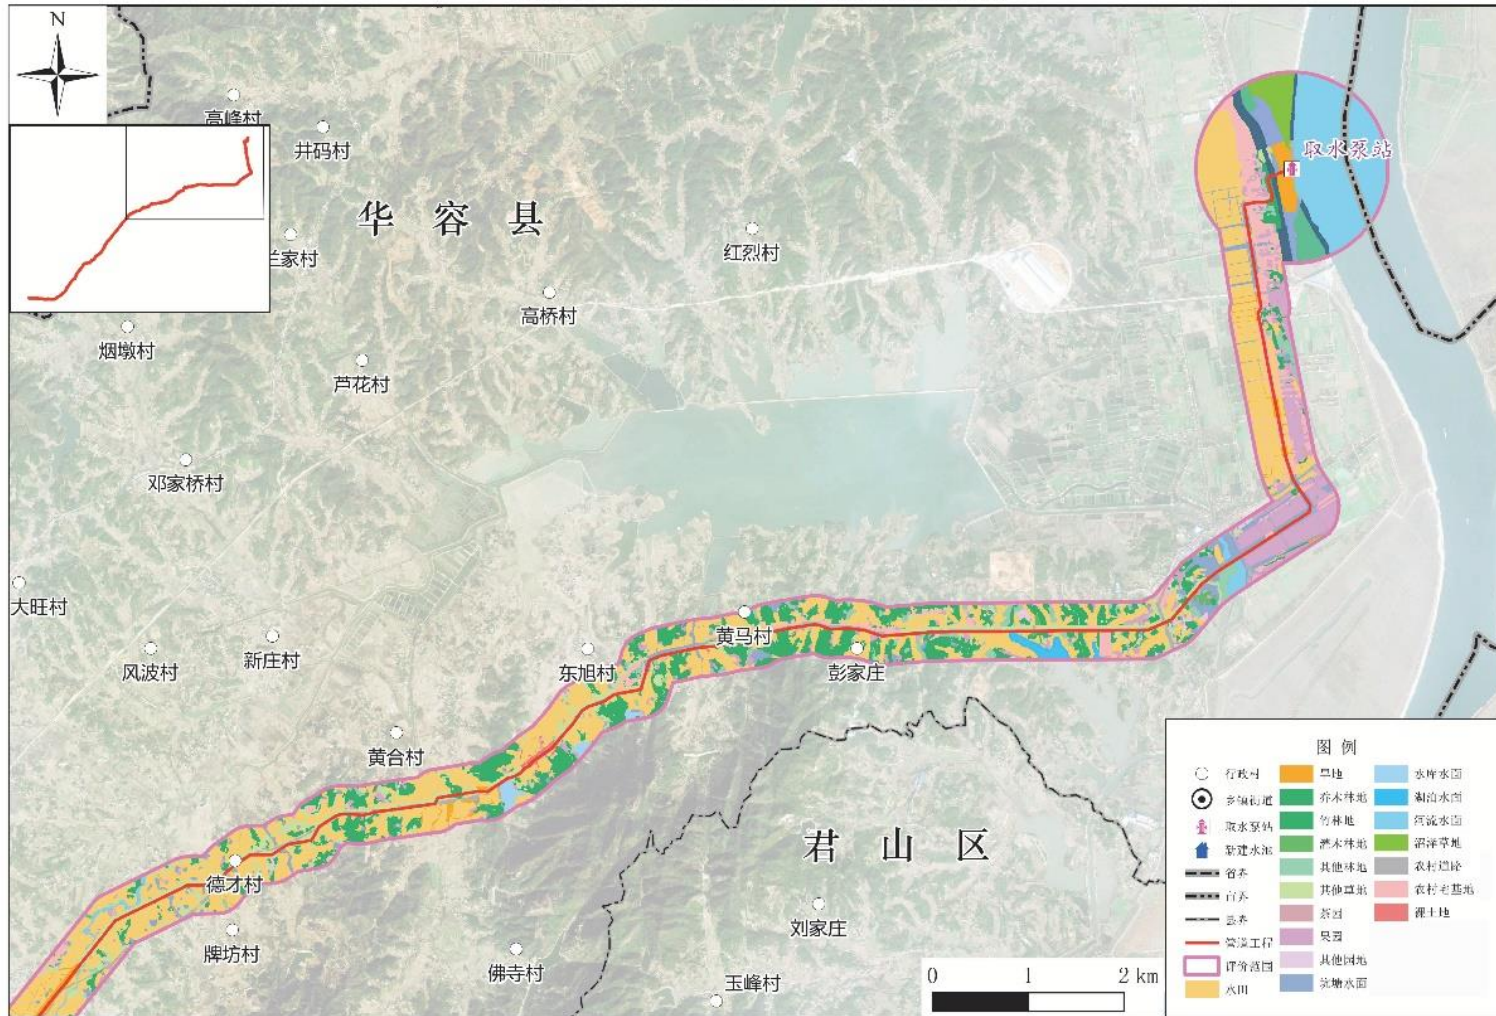 N
高峰村
井码村
取水泵站
华容县
红烈村
兰家村
高桥村
烟墩村
芦花村
邓家桥村
大旺村
黄马村
新庄村
风波村
东旭村
彭家庄
黄合村
君山区
德才村
刘家庄
牌坊村
佛寺村
玉峰村
0 1 2 km
图例
行政村
乡镇街道
取水泵站
新建水池
省界
市界
县界
管道工程
评价范围
水田
旱地
乔木林地
竹林地
灌木林地
其他林地
其他草地
茶园
果园
其他园地
坑塘水面
水库水面
湖泊水面
河流水面
沼泽草地
农村道路
农村宅基地
裸土地